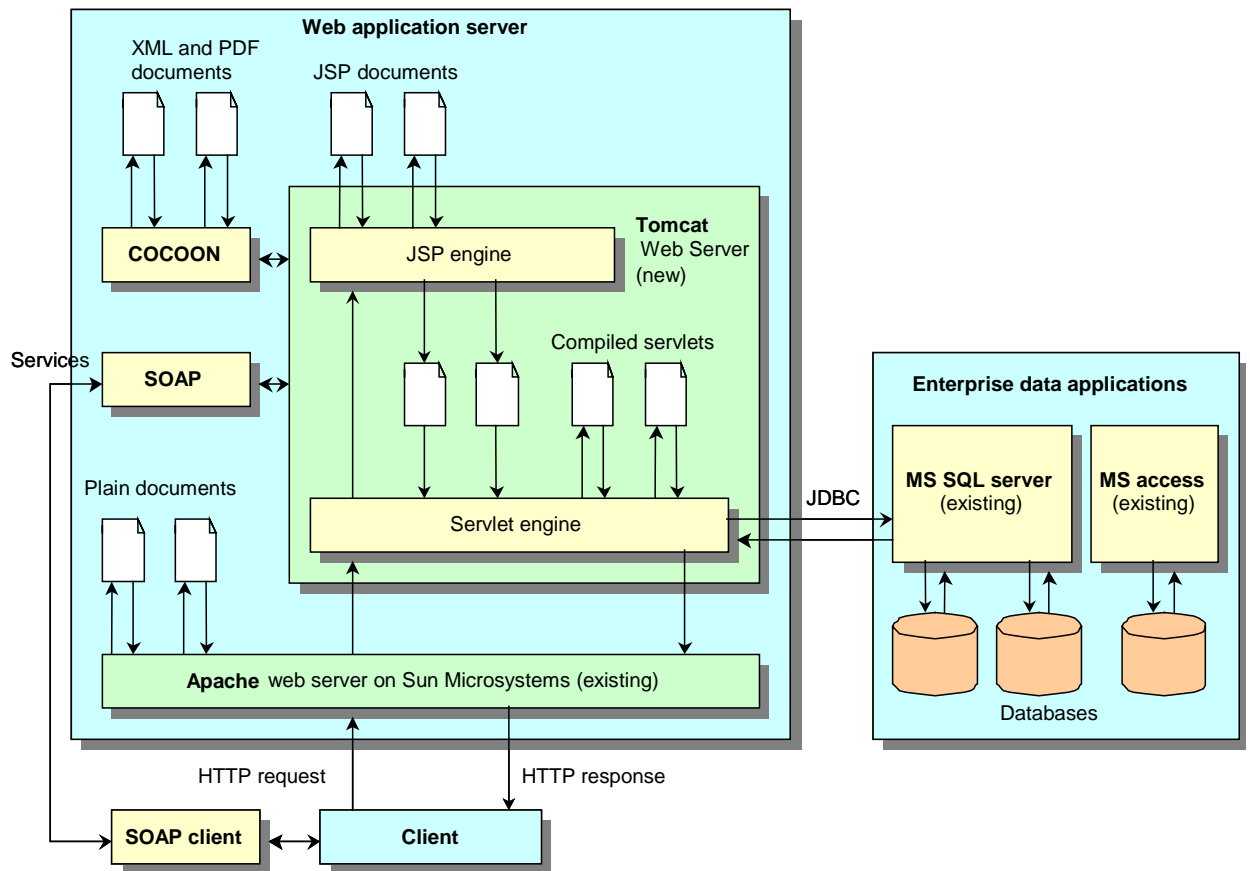 Web application server
XML and PDF
documents
JSP documents
Tomcat
Web Server
(new)
COCOON
JSP engine
Compiled servlets
Services
SOAP
Enterprise data applications
MS SQL server
(existing)
MS access
(existing)
Plain documents
JDBC
Servlet engine
Apache web server on Sun Microsystems (existing)
Databases
HTTP request
HTTP response
SOAP client
Client